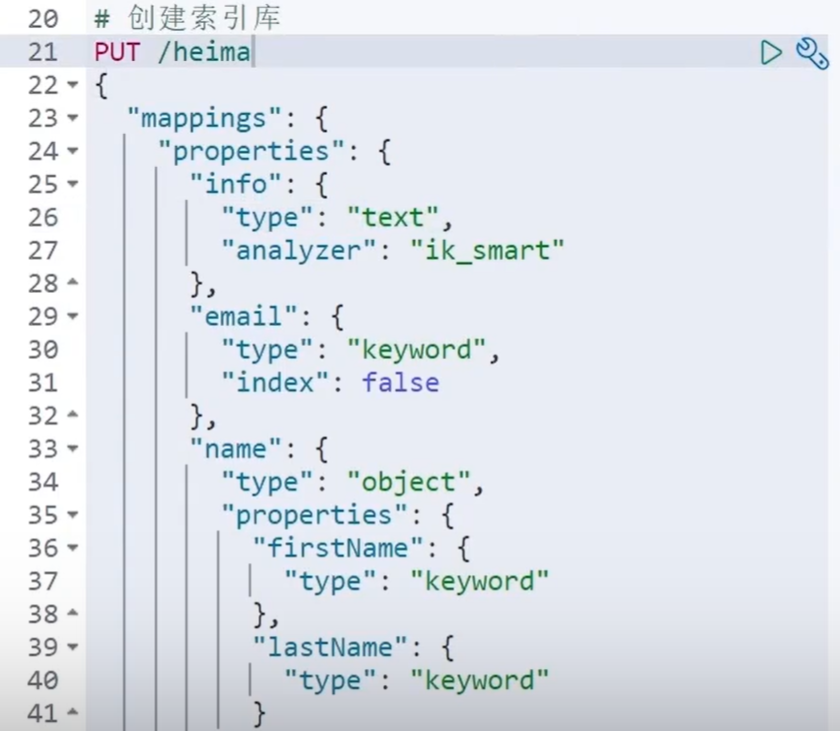 20 # 创建索引库
21 PUT /heima
22 {
23 "mappings": {
24 "properties": {
25 "info": {
26 "type": "text",
27 "analyzer": "ik_smart"
28 },
29 "email": {
30 "type": "keyword",
31 "index": false
32 },
33 "name": {
34 "type": "object",
35 "properties": {
36 "firstName": {
37 "type": "keyword"
38 },
39 "lastName": {
40 "type": "keyword"
41 }